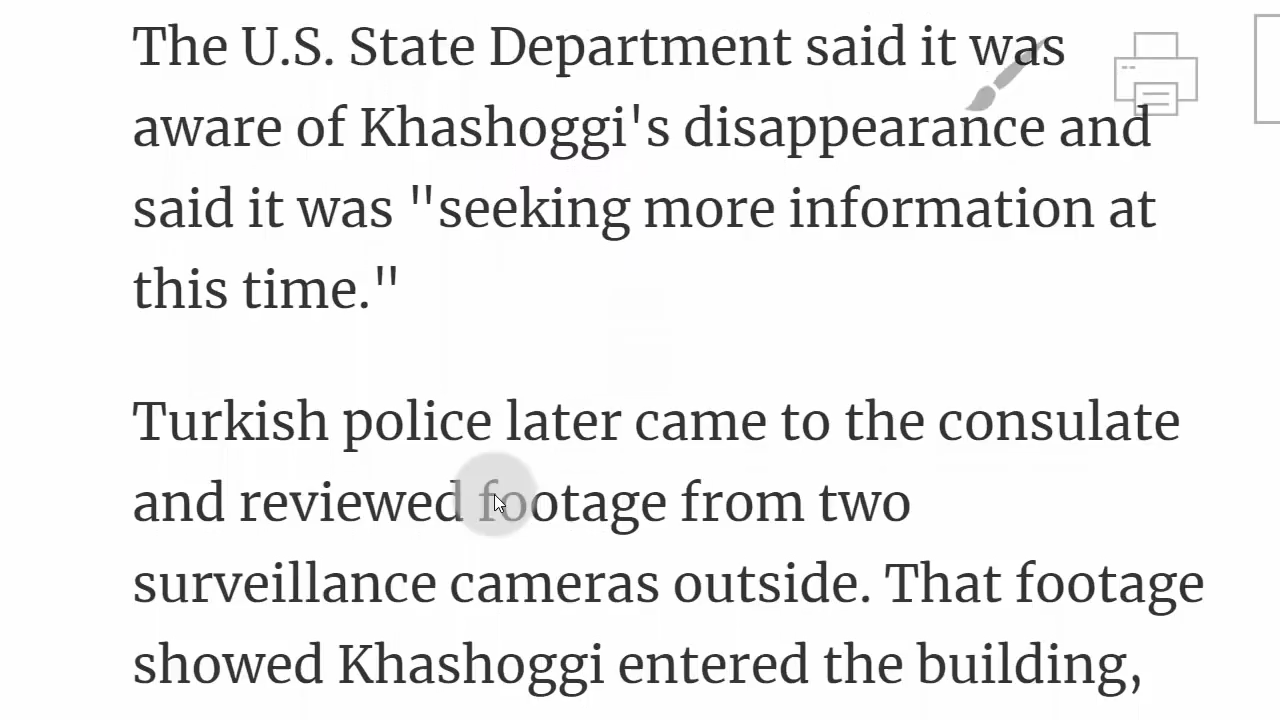 The U.S. State Department said it was
aware of Khashoggi's disappearance and
said it was "seeking more information at
this time."
Turkish police later came to the consulate
and reviewed footage from two
surveillance cameras outside. That footage
showed Khashoggi entered the building,